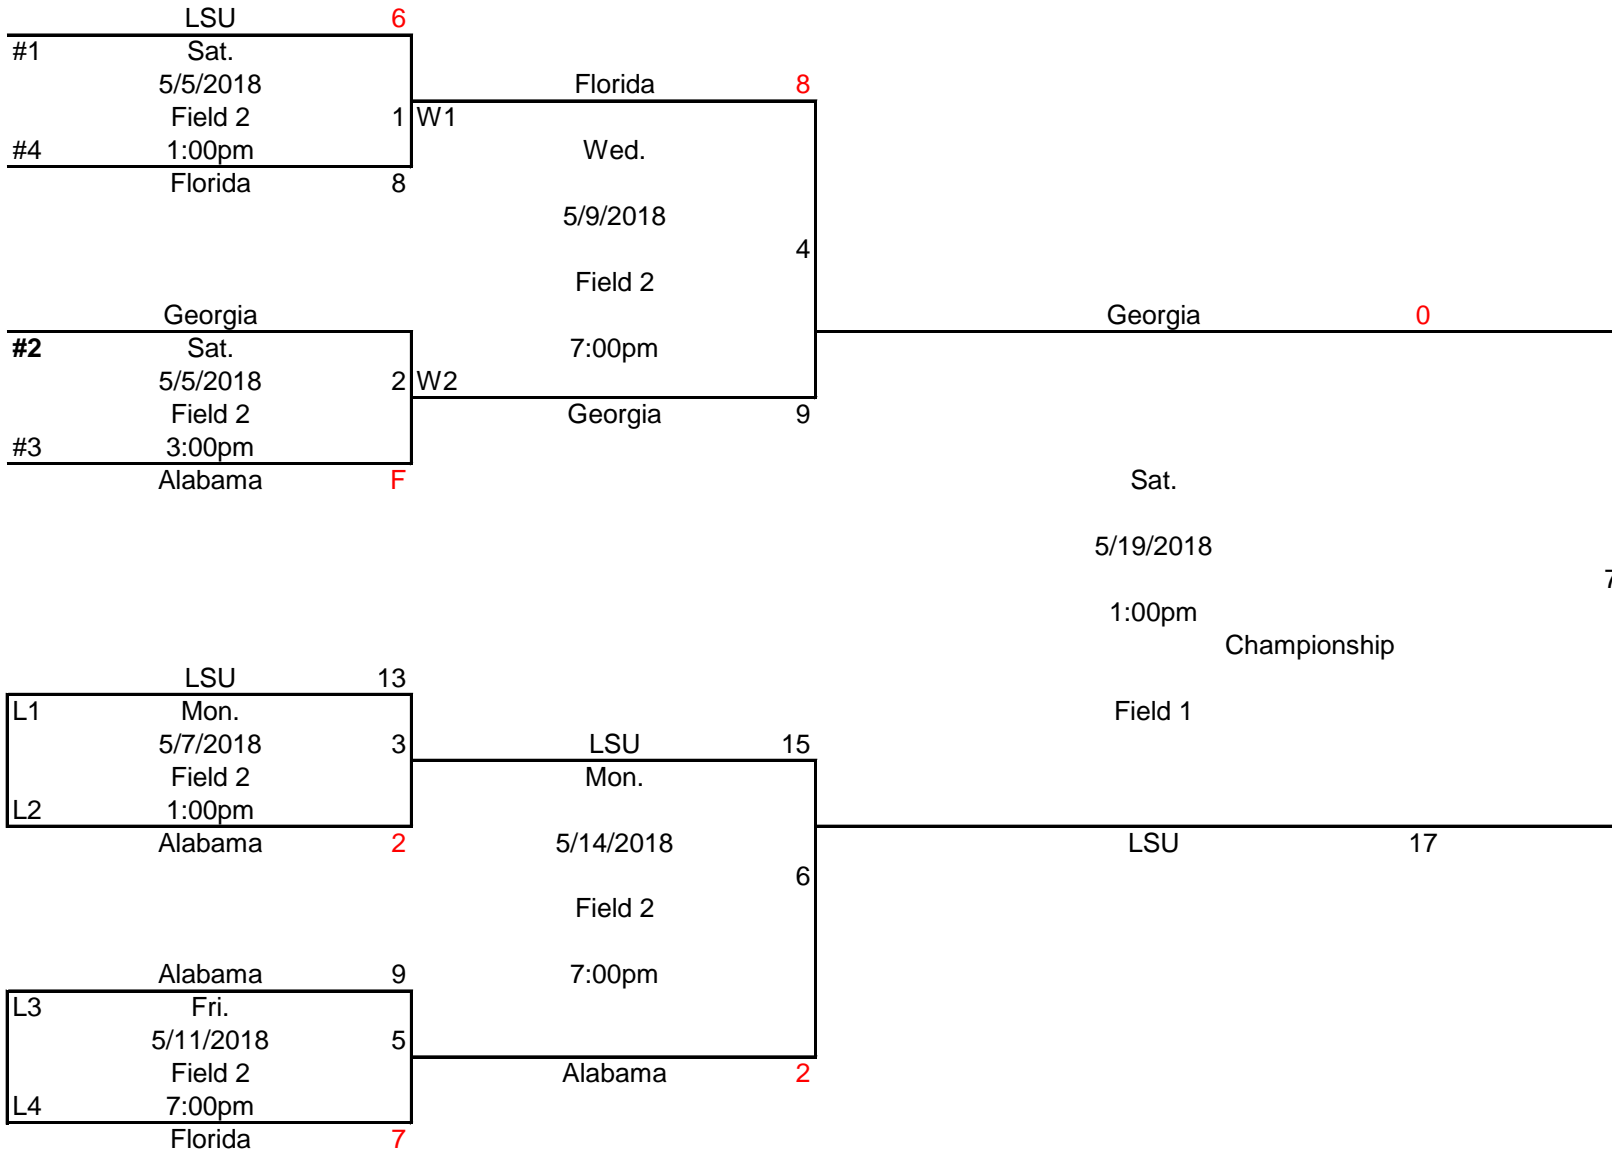 LSU 6
#1 Sat.
5/5/2018
Florida 8
Field 2 1 W1
#4 1:00pm Wed.
Florida 8
5/9/2018
4
Field 2
Georgia
Georgia 0
#2 Sat. 7:00pm
5/5/2018 2 W2
Field 2
Georgia 9
#3 3:00pm
Alabama F
Sat.
5/19/2018
7
1:00pm
Championship
LSU 13
L1 Mon. Field 1
5/7/2018 3 LSU 15
Field 2 Mon.
L2 1:00pm
Alabama 2 5/14/2018
LSU 17
6
Field 2
Alabama 9 7:00pm
L3 Fri.
5/11/2018 5
Field 2 Alabama 2
L4 7:00pm
Florida 7